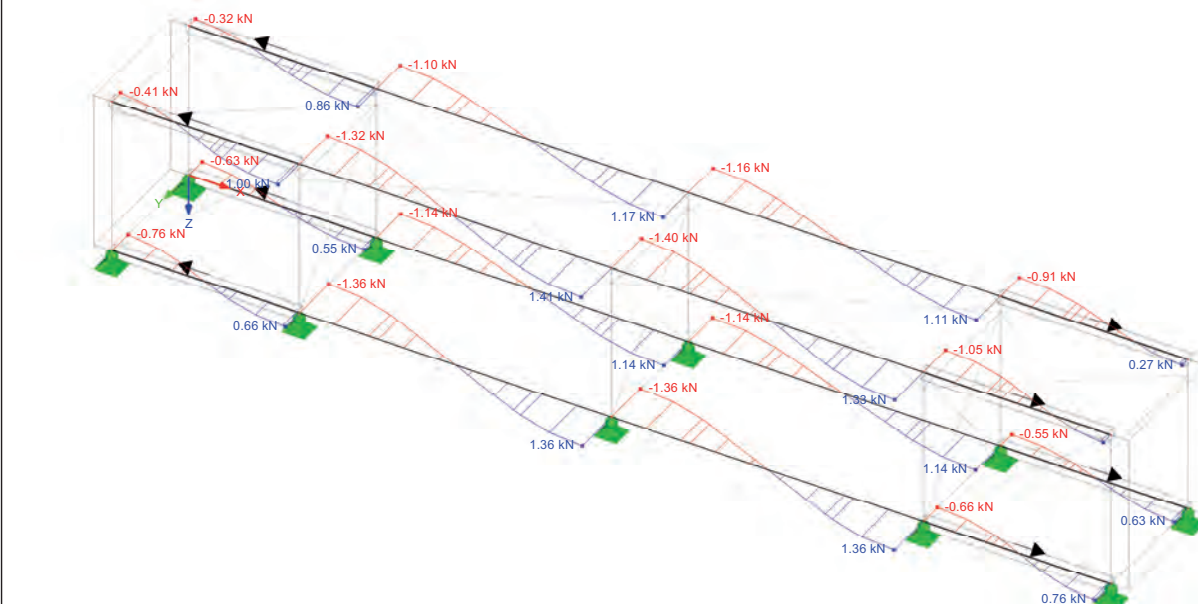 -0.32 kN
-1.10 kN
-0.41 kN
0.86 kN
-1.32 kN
-0.63 kN
-1.16 kN
1.00 kN
X
Y
-1.14 kN
1.17 kN
Z
-0.76 kN
-1.40 kN
0.55 kN
-0.91 kN
-1.36 kN
1.41 kN
-1.14 kN
1.11 kN
0.66 kN
-1.05 kN
1.14 kN
0.27 kN
-1.36 kN
1.33 kN
-0.55 kN
1.36 kN
1.14 kN
-0.66 kN
0.63 kN
1.36 kN
0.76 kN